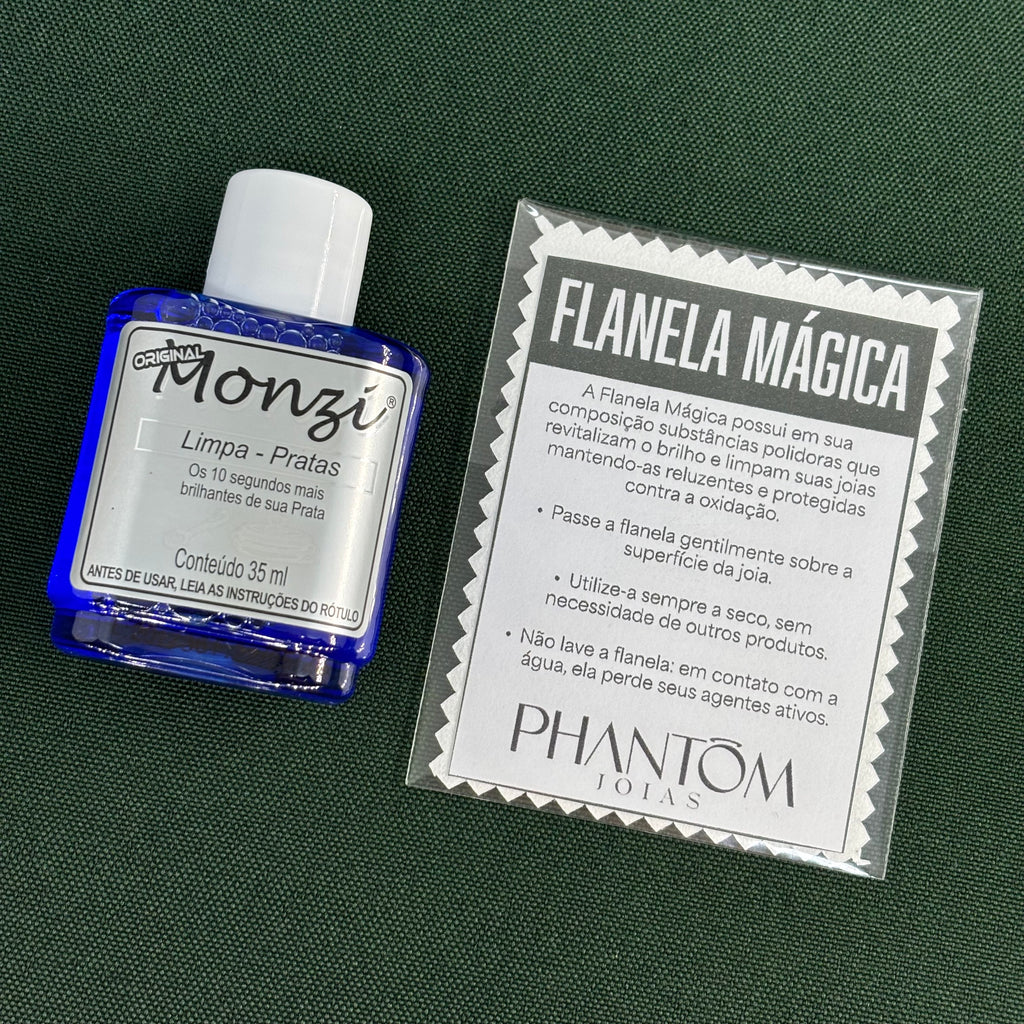 ORIGINAL
Monzi®
Limpa - Pratas
Os 10 segundos mais
brilhantes de sua Prata
Conteúdo 35 ml
ANTES DE USAR, LEIA AS INSTRUÇÕES DO RÓTULO
FLANELA MÁGICA
A Flanela Mágica possui em sua
composição substâncias polidoras que
revitalizam o brilho e limpam suas joias
mantendo-as reluzentes e protegidas
contra a oxidação.
• Passe a flanela gentilmente sobre a
superfície da joia.
• Utilize-a sempre a seco, sem
necessidade de outros produtos.
• Não lave a flanela: em contato com a
água, ela perde seus agentes ativos.
PHANTÔM
JOIAS